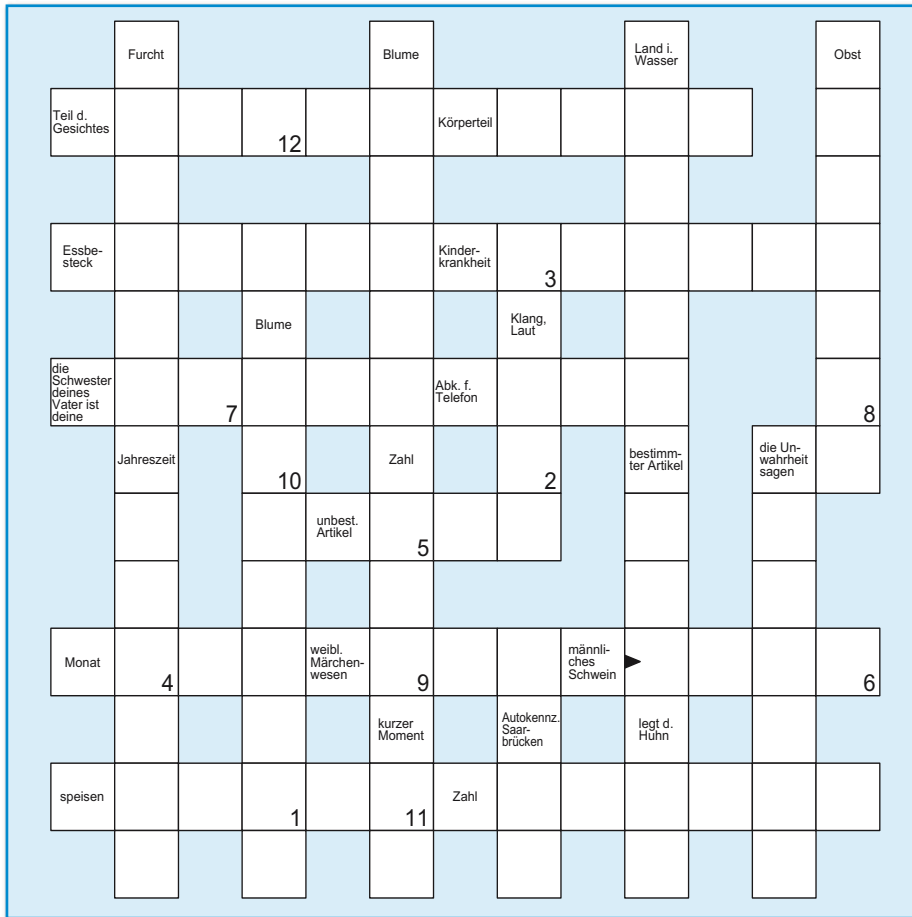 Furcht
Blume
Land i.
Wasser
Obst
Teil d.
Gesichtes
12
Körperteil
Essbe-
steck
Kinder-
krankheit
3
Blume
Klang,
Laut
die
Schwester
deines
Vater ist
deine
7
Abk. f.
Telefon
8
Jahreszeit
10
Zahl
2
bestimm-
ter Artikel
die Un-
wahrheit
sagen
unbest.
Artikel
5
Monat
4
weibl.
Märchen-
wesen
9
männli-
ches
Schwein
6
kurzer
Moment
Autokennz.
Saar-
brücken
legt d.
Huhn
speisen
1
11
Zahl